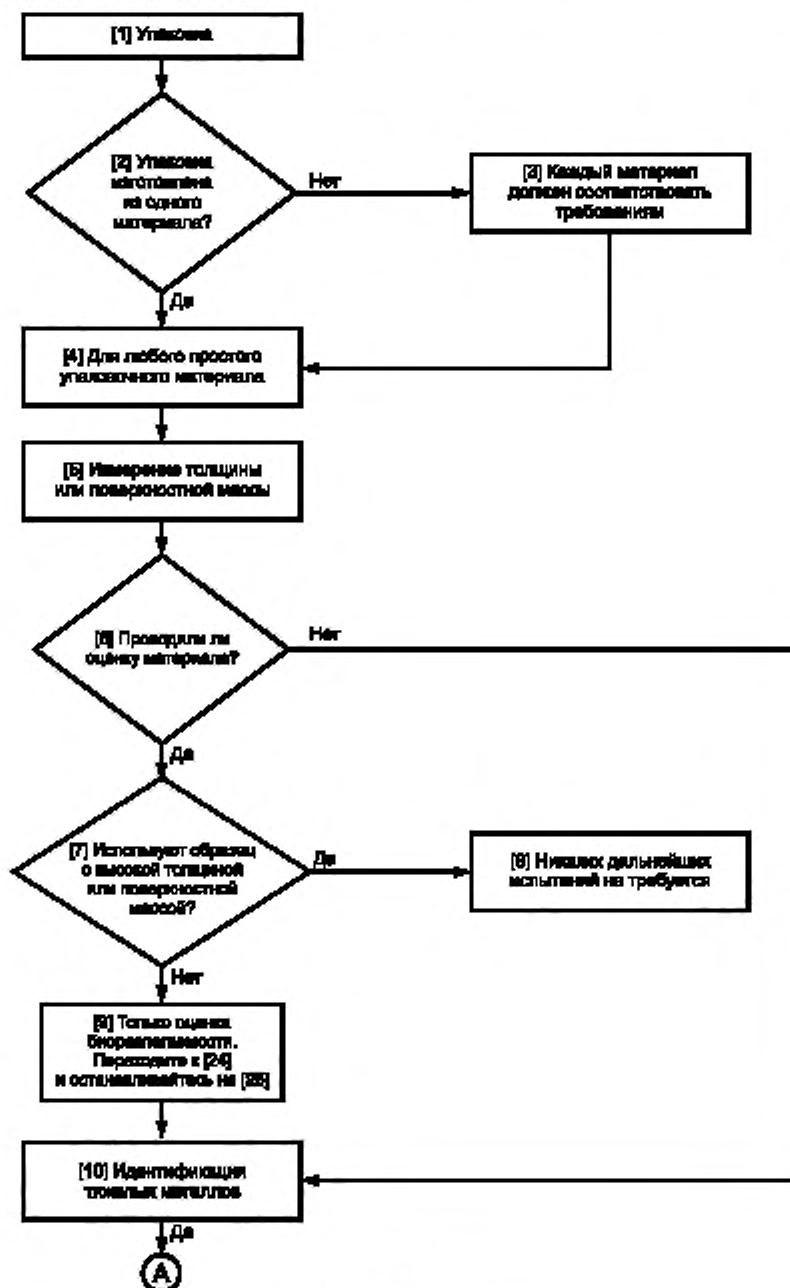 [1] Упаковка
[2] Упаковка
изготовлена
из одного
материала?
Нет
[3] Каждый материал
должен соответствовать
требованиям
Да
[4] Для любого простого
упаковочного материала
[5] Измерение толщины
или поверхностной массы
[6] Проводили ли
оценку материала?
Нет
Да
[7] Используют образец
с высокой толщиной
или поверхностной
массой?
Да
[8] Никаких дальнейших
испытаний не требуется
Нет
[9] Только оценка
биоразлагаемости.
Переходите к [24]
и останавливайтесь на
[10] Идентификация
тяжелых металлов
Да
А